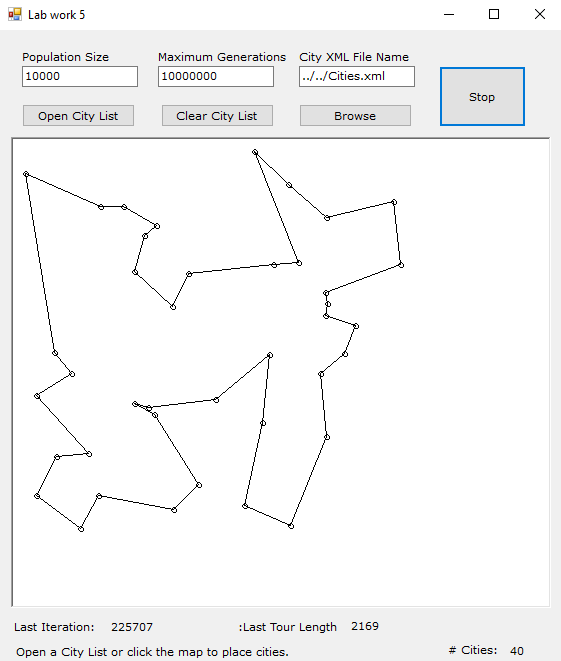 Lab work 5
Population Size Maximum Generations City XML File Name
10000 10000000 ../../Cities.xml
Stop
Open City List Clear City List Browse
Last Iteration: 225707 :Last Tour Length 2169
Open a City List or click the map to place cities. # Cities: 40